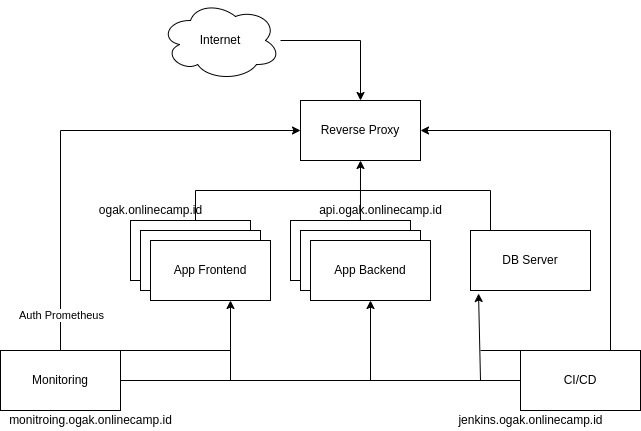 Internet
Reverse Proxy
ogak.onlinecamp.id
api.ogak.onlinecamp.id
App Frontend
App Backend
DB Server
Auth Prometheus
Monitoring
CI/CD
monitroing.ogak.onlinecamp.id
jenkins.ogak.onlinecamp.id